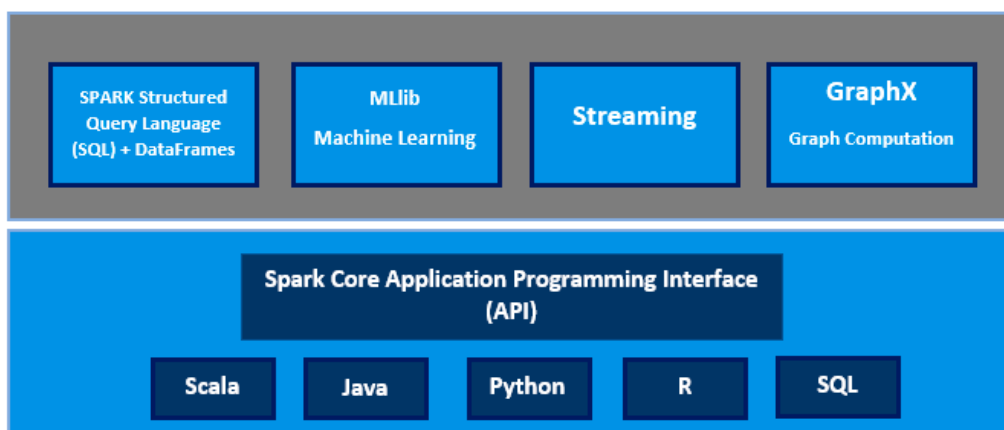 SPARK Structured
Query Language
(SQL) + DataFrames
MLlib
Machine Learning
Streaming
GraphX
Graph Computation
Spark Core Application Programming Interface
(API)
Scala
Java
Python
R
SQL